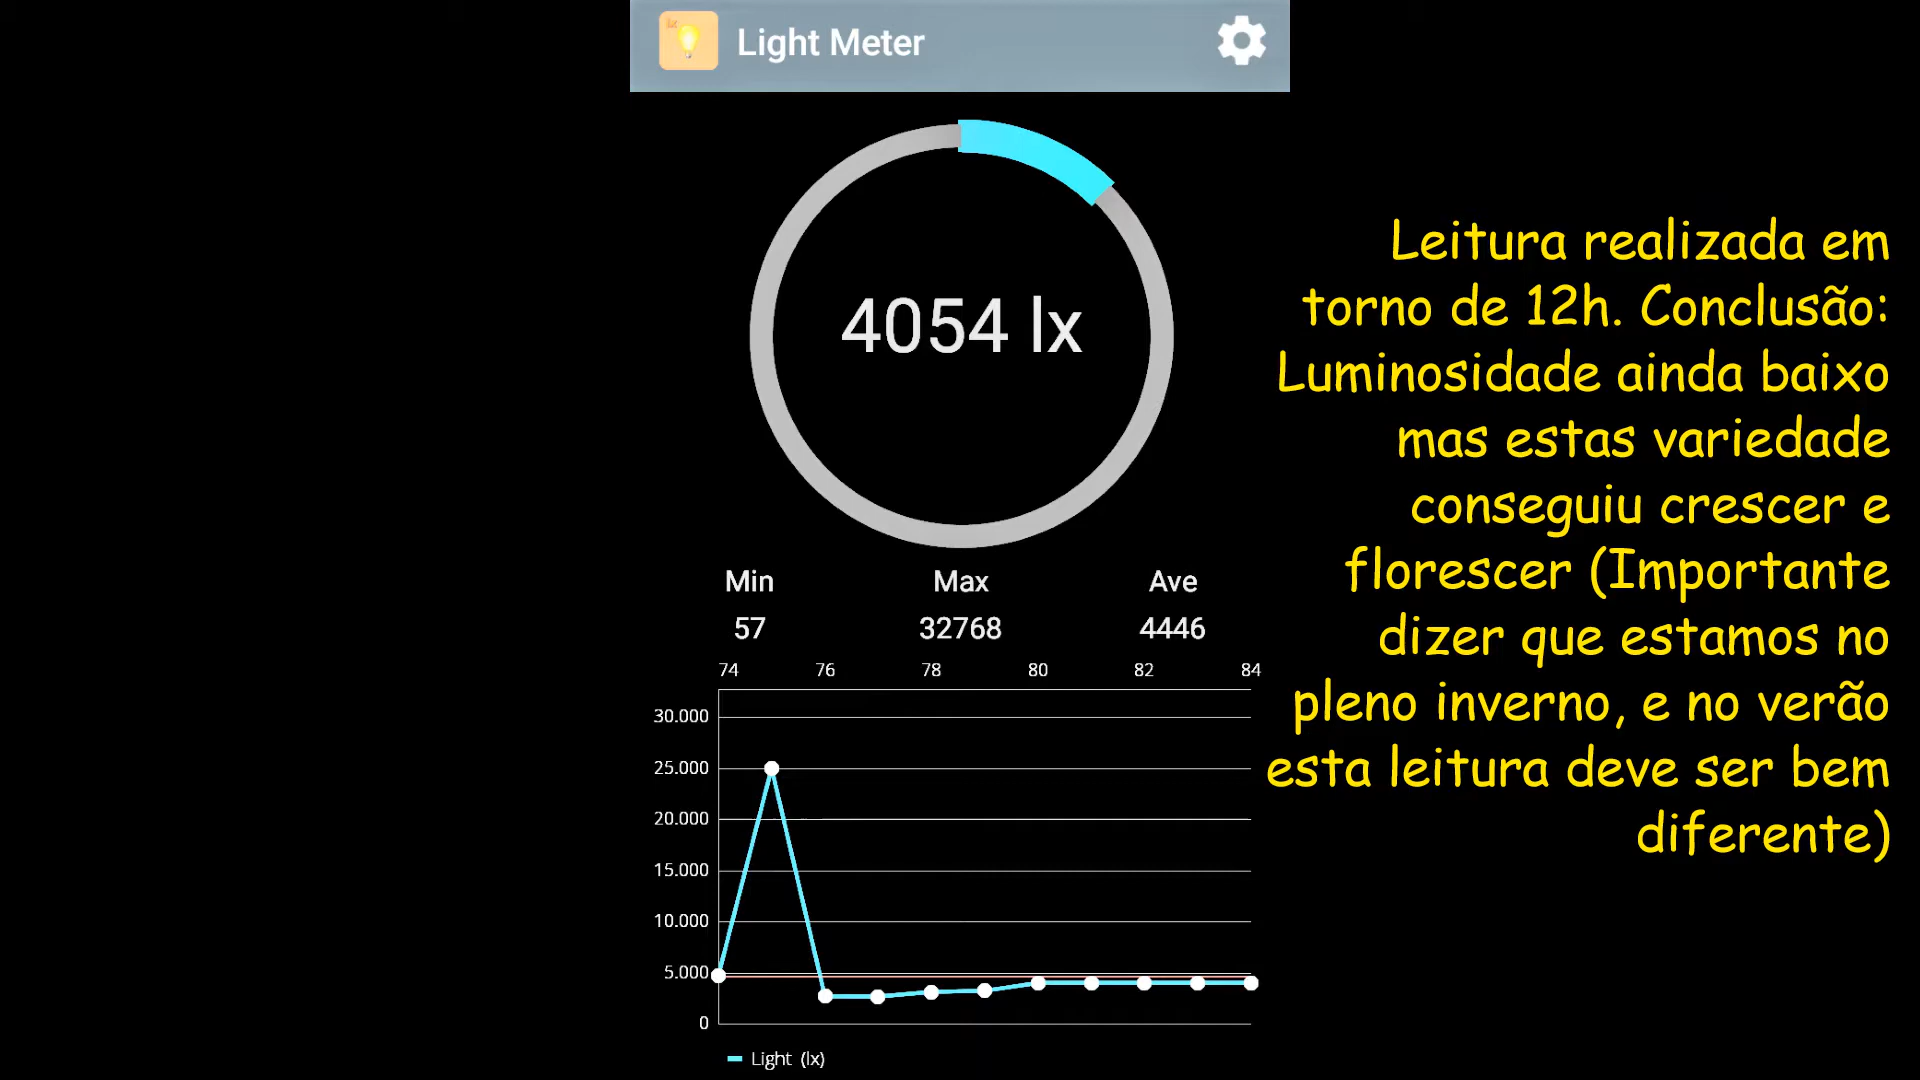 Light Meter
4054 lx
Min Max Ave
57 32768 4446
74 76 78 80 82 84
30.000
25.000
20.000
15.000
10.000
5.000
0
Light (lx)
Leitura realizada em
torno de 12h. Conclusão:
Luminosidade ainda baixo
mas estas variedade
conseguiu crescer e
florescer (Importante
dizer que estamos no
pleno inverno, e no verão
esta leitura deve ser bem
diferente)